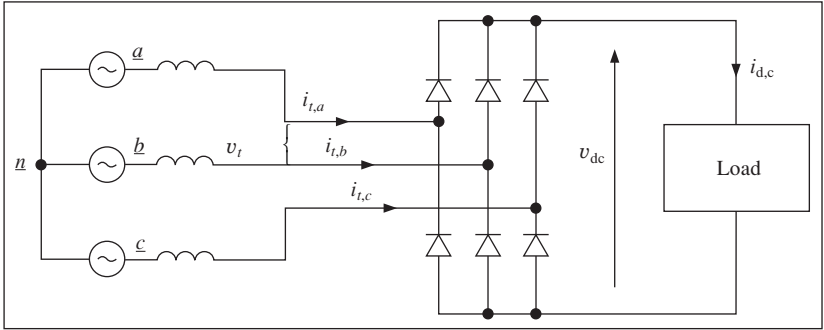 a
i_{t,a}
i_{d,c}
n
b
v_t
i_{t,b}
v_{dc}
Load
i_{t,c}
c